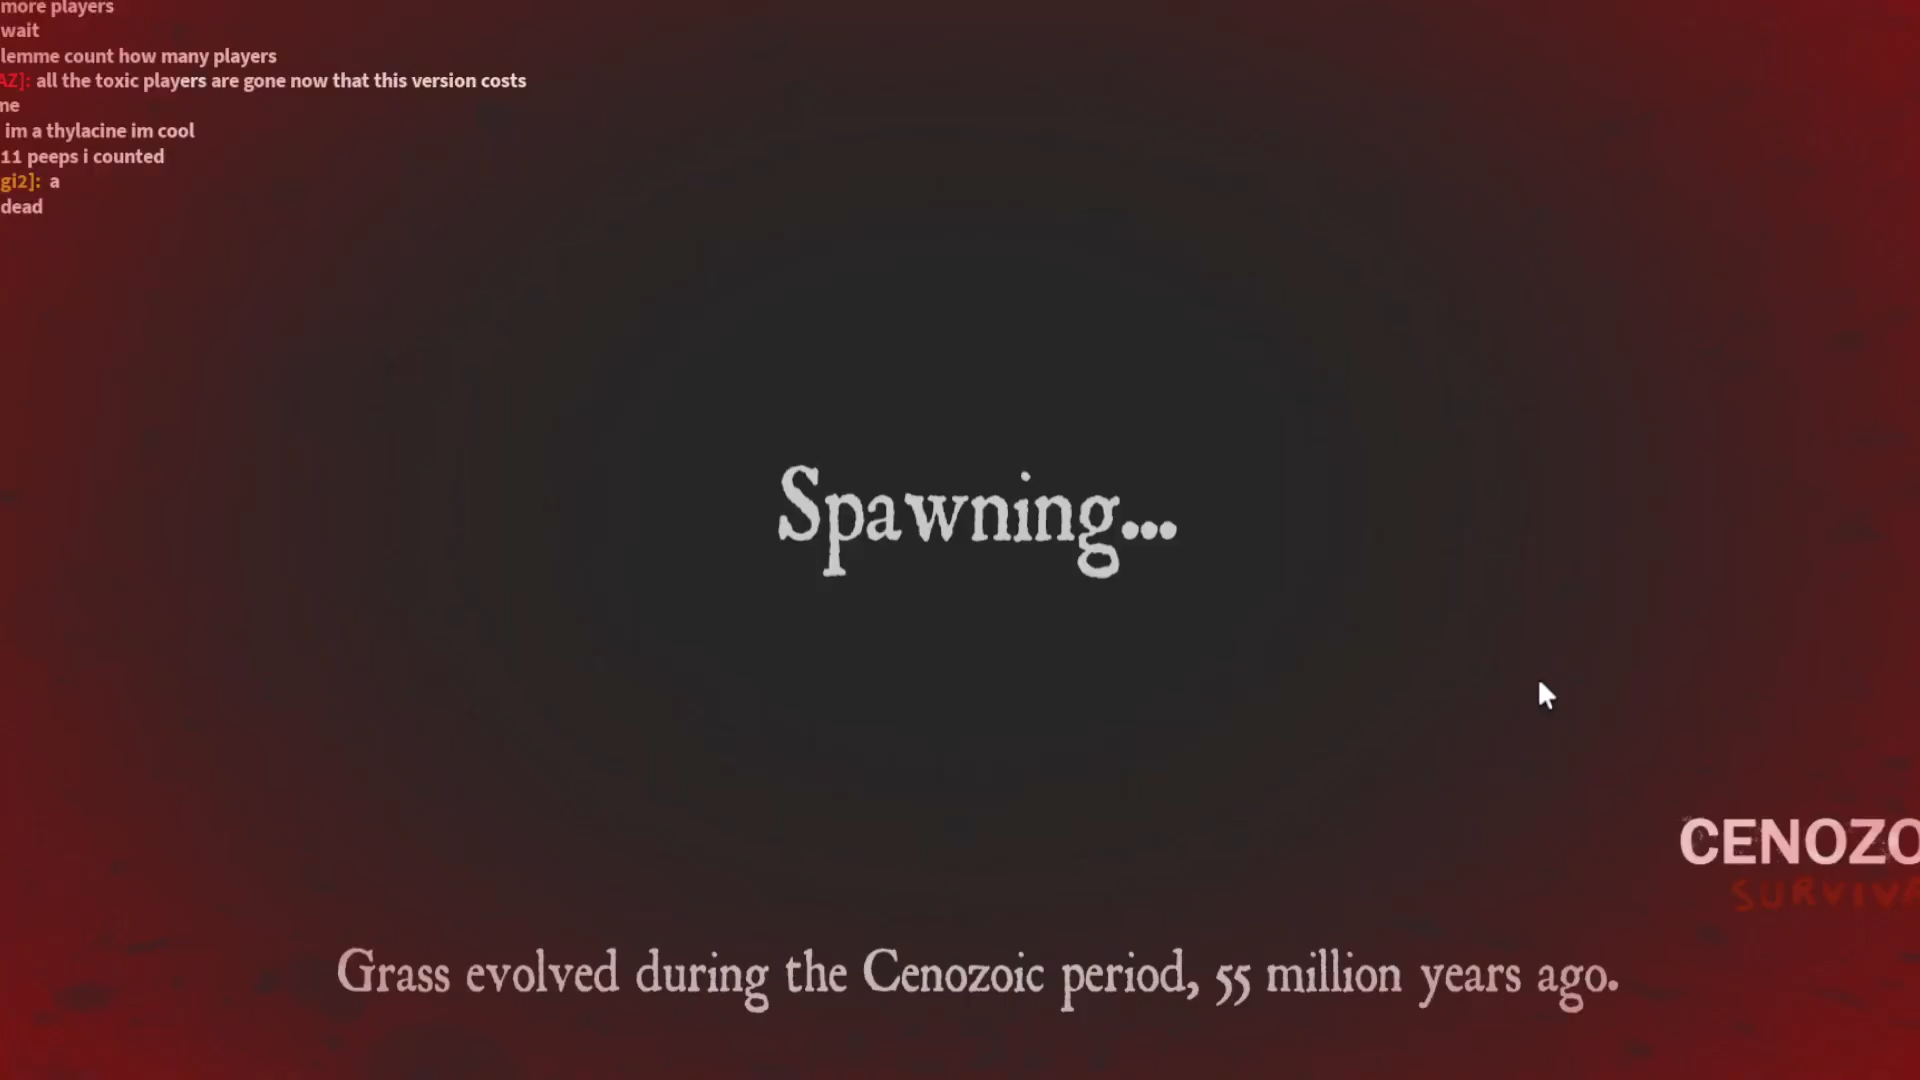 more players
wait
lemme count how many players
AZ]: all the toxic players are gone now that this version costs
me
im a thylacine im cool
11 peeps i counted
gi2]: a
dead
Spawning...
CENOZO
SURVIVA
Grass evolved during the Cenozoic period, 55 million years ago.